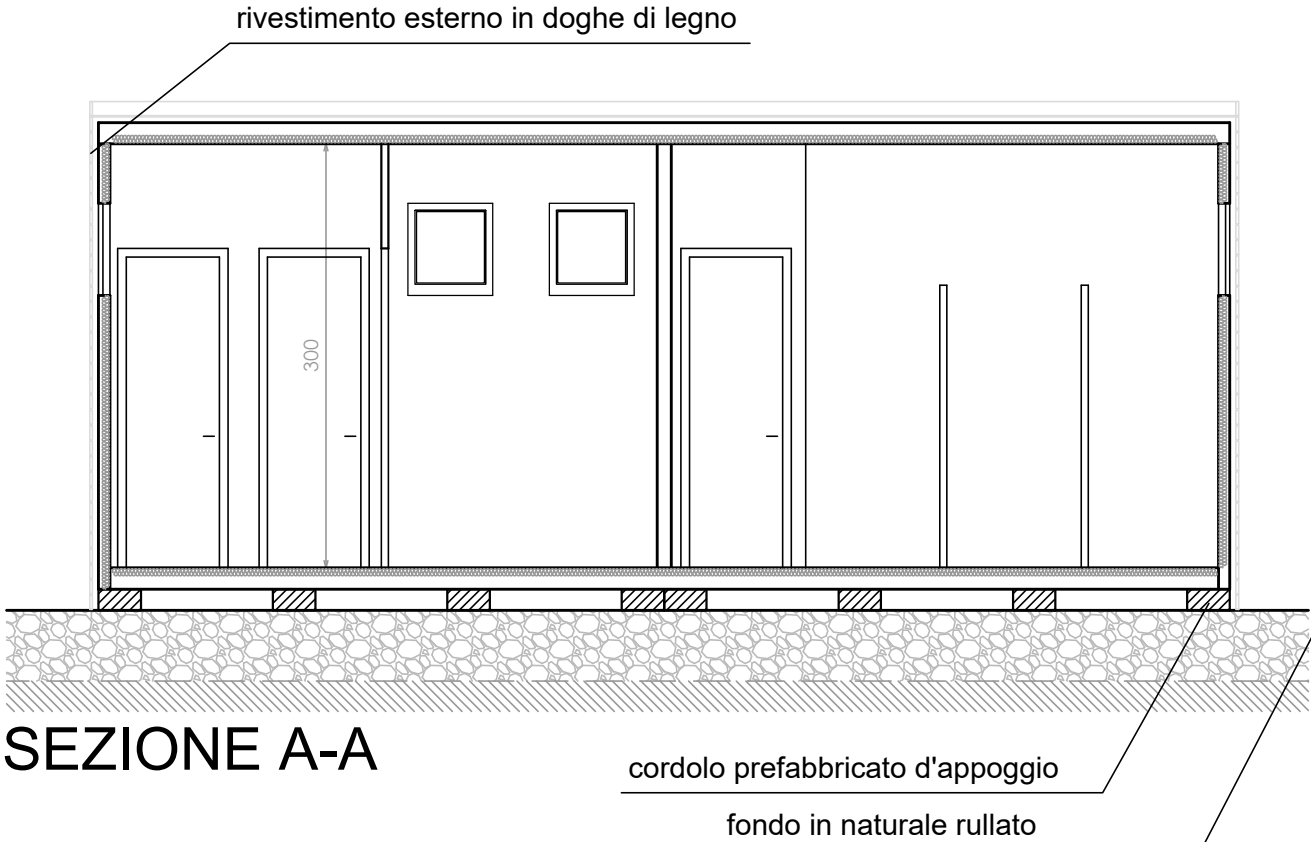 rivestimento esterno in doghe di legno
300
SEZIONE A-A
cordolo prefabbricato d'appoggio
fondo in naturale rullato